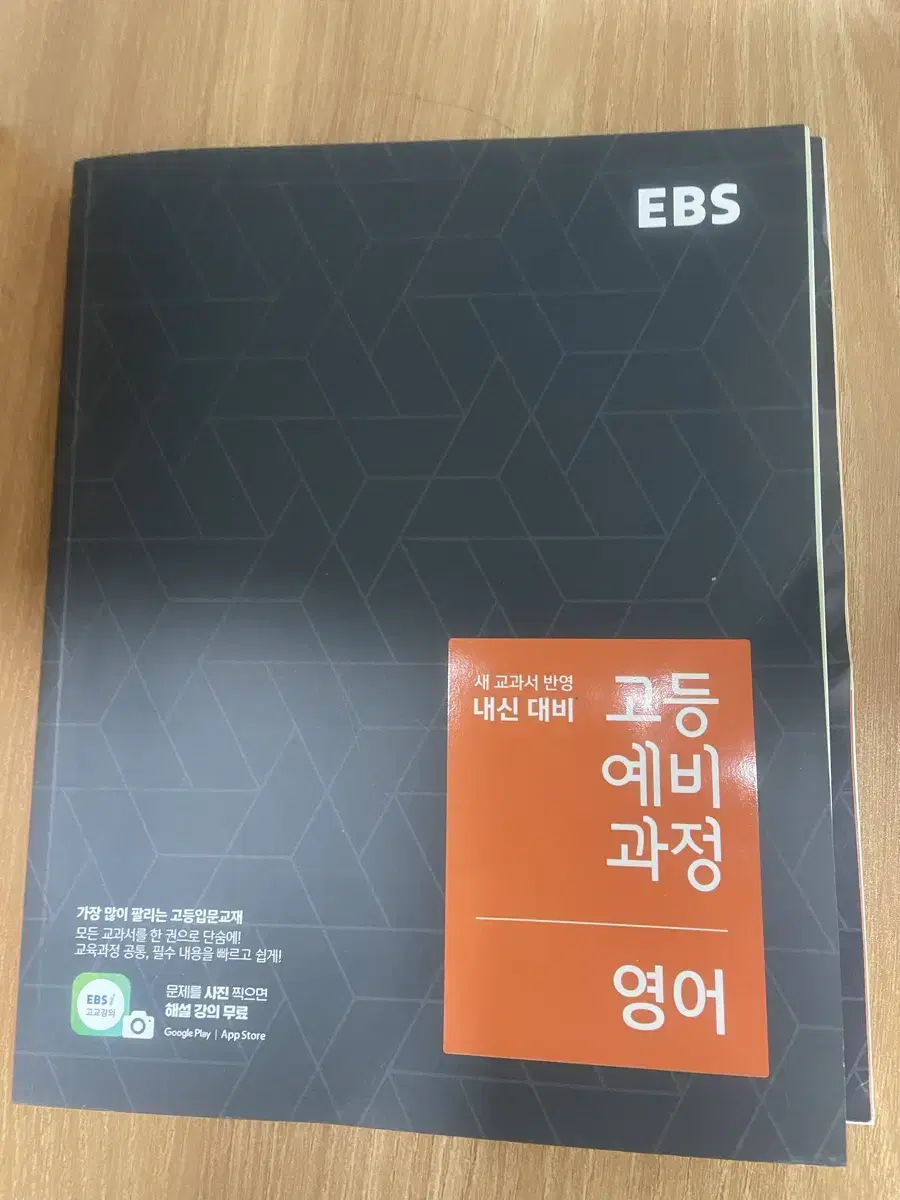 EBS
새 교과서 반영
내신 대비
고등
예비
과정
영어
가장 많이 팔리는 고등입문교재
모든 교과서를 한 권으로 단숨에!
교육과정 공통, 필수 내용을 빠르고 쉽게!
EBSi
고교강의
문제를 사진 찍으면
해설 강의 무료
Google Play | App Store